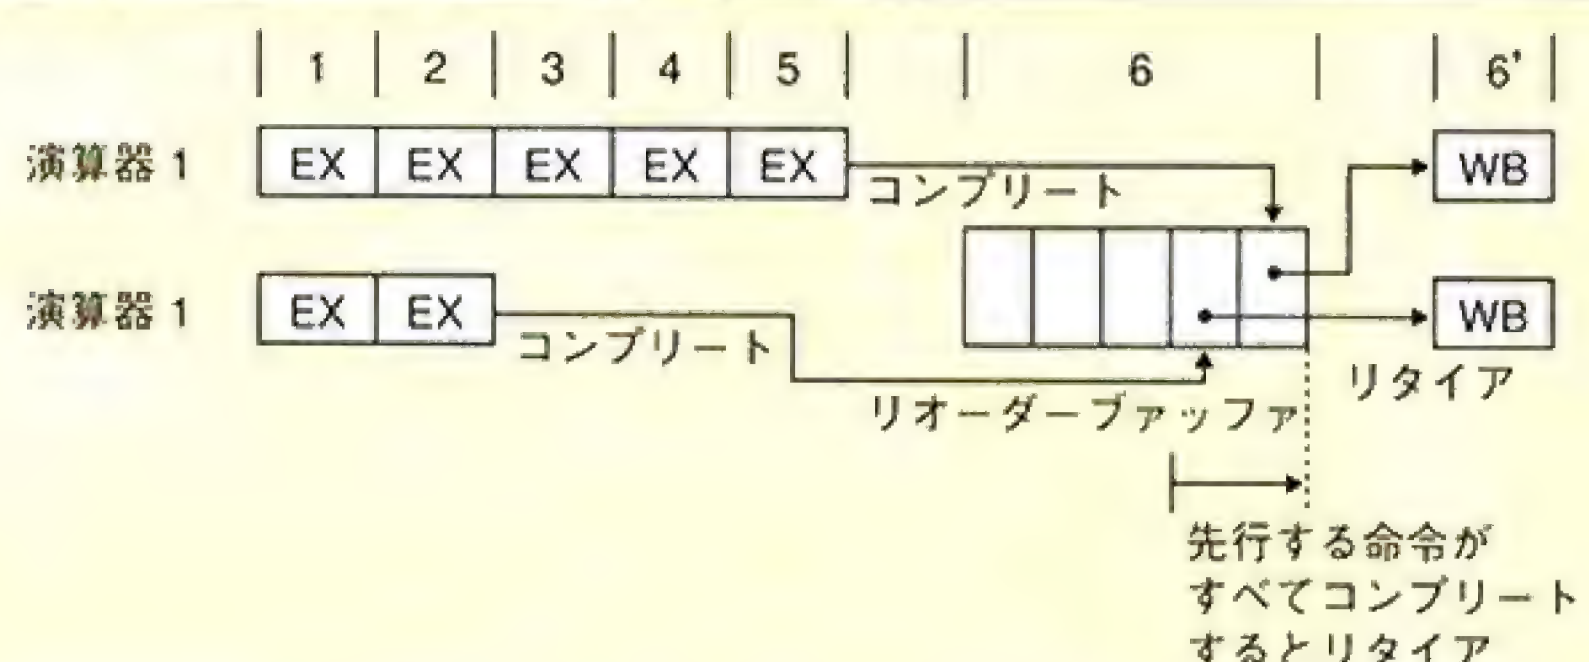 1 2 3 4 5 6 6'
演算器 1 EX EX EX EX EX WB
コンプリート
演算器 1 EX EX WB
コンプリート
リタイア
リオーダーブァッファ
先行する命令が
すべてコンプリート
するとリタイア